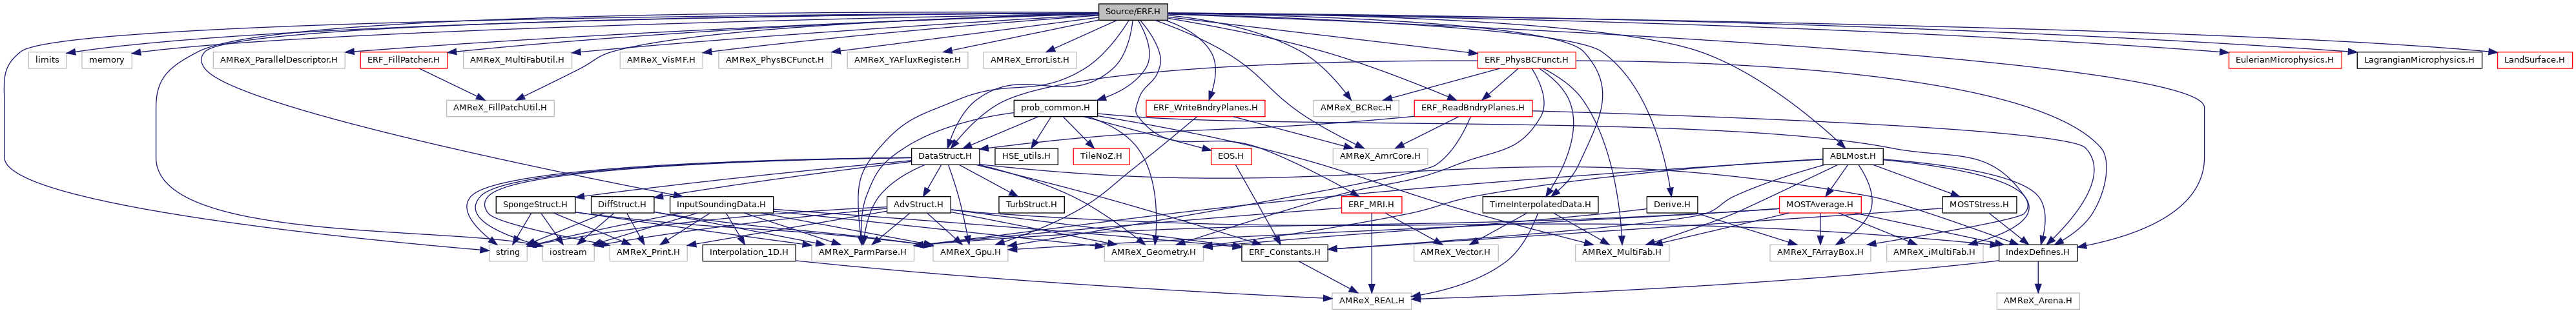 Source/ERF.H
limits
memory
AMReX_ParallelDescriptor.H
ERF_FillPatcher.H
AMReX_MultiFabUtil.H
AMReX_VisMF.H
AMReX_PhysBCFunct.H
AMReX_YAFluxRegister.H
AMReX_ErrorList.H
ERF_PhysBCFunct.H
EulerianMicrophysics.H
LagrangianMicrophysics.H
LandSurface.H
AMReX_FillPatchUtil.H
prob_common.H
ERF_WriteBndryPlanes.H
AMReX_BCRec.H
ERF_ReadBndryPlanes.H
DataStruct.H
HSE_utils.H
TileNoZ.H
EOS.H
AMReX_AmrCore.H
ABLMost.H
SpongeStruct.H
DiffStruct.H
InputSoundingData.H
AdvStruct.H
TurbStruct.H
ERF_MRI.H
TimeInterpolatedData.H
Derive.H
MOSTAverage.H
MOSTStress.H
string
iostream
AMReX_Print.H
Interpolation_1D.H
AMReX_ParmParse.H
AMReX_Gpu.H
AMReX_Geometry.H
ERF_Constants.H
AMReX_Vector.H
AMReX_MultiFab.H
AMReX_FArrayBox.H
AMReX_iMultiFab.H
IndexDefines.H
AMReX_REAL.H
AMReX_Arena.H